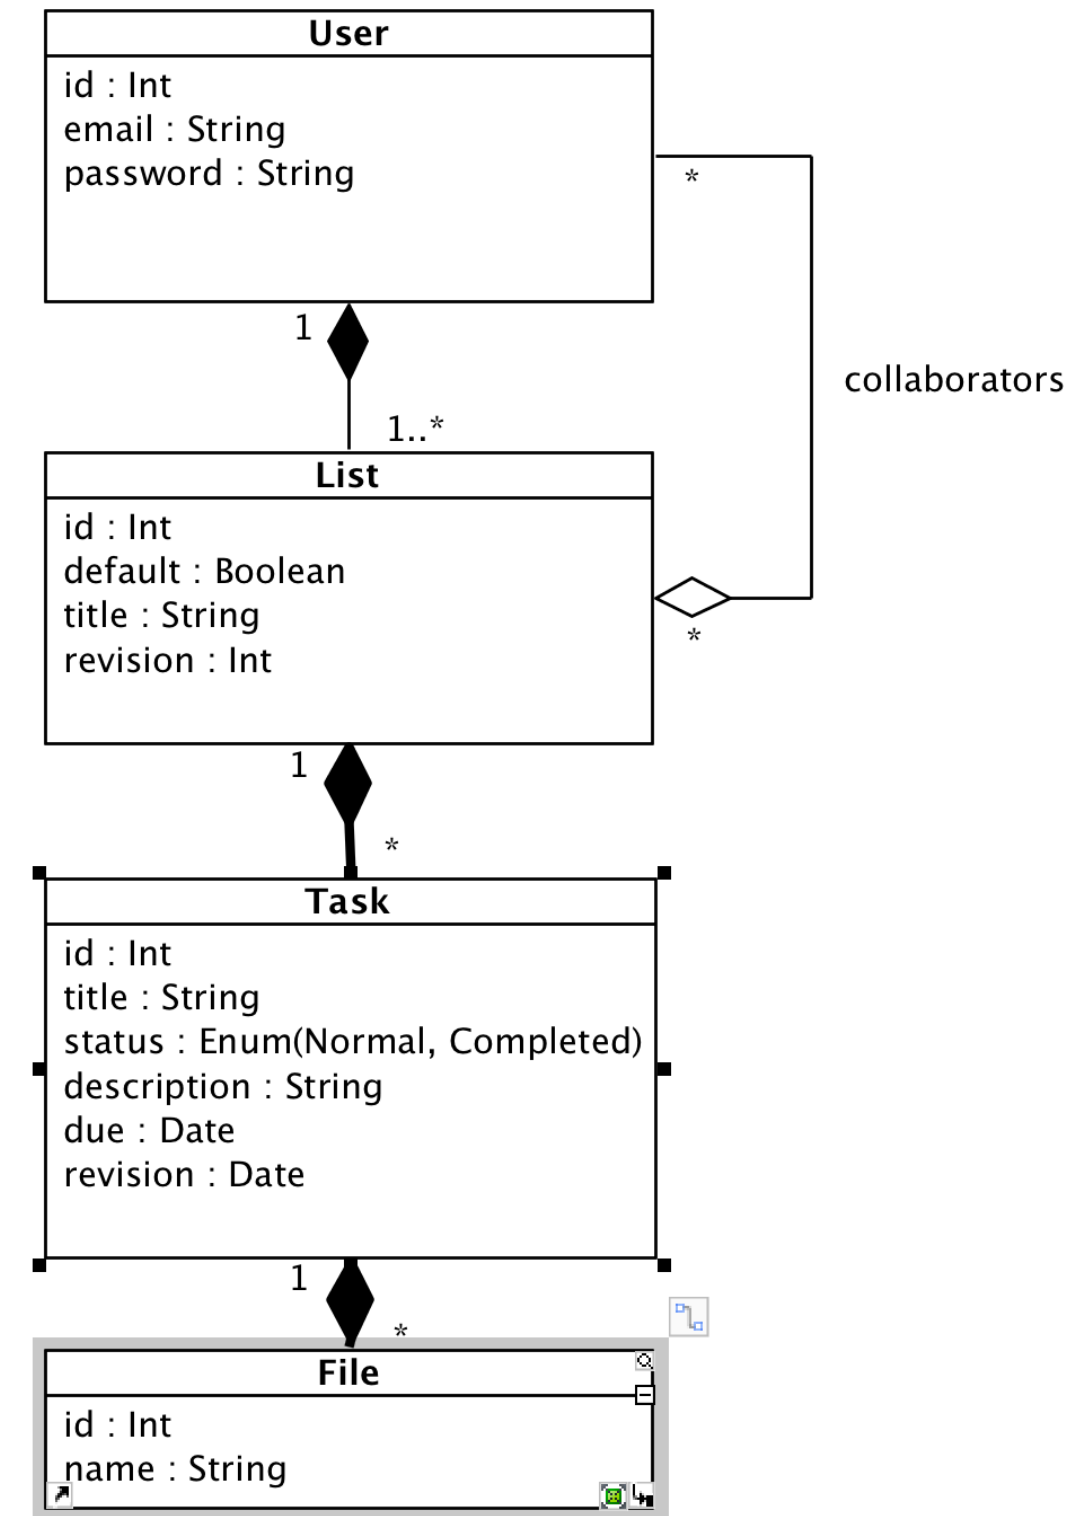 User
id : Int
email : String
password : String
*
1
collaborators
1..*
List
id : Int
default : Boolean
title : String
revision : Int
*
1
*
Task
id : Int
title : String
status : Enum(Normal, Completed)
description : String
due : Date
revision : Date
1
*
File
id : Int
name : String